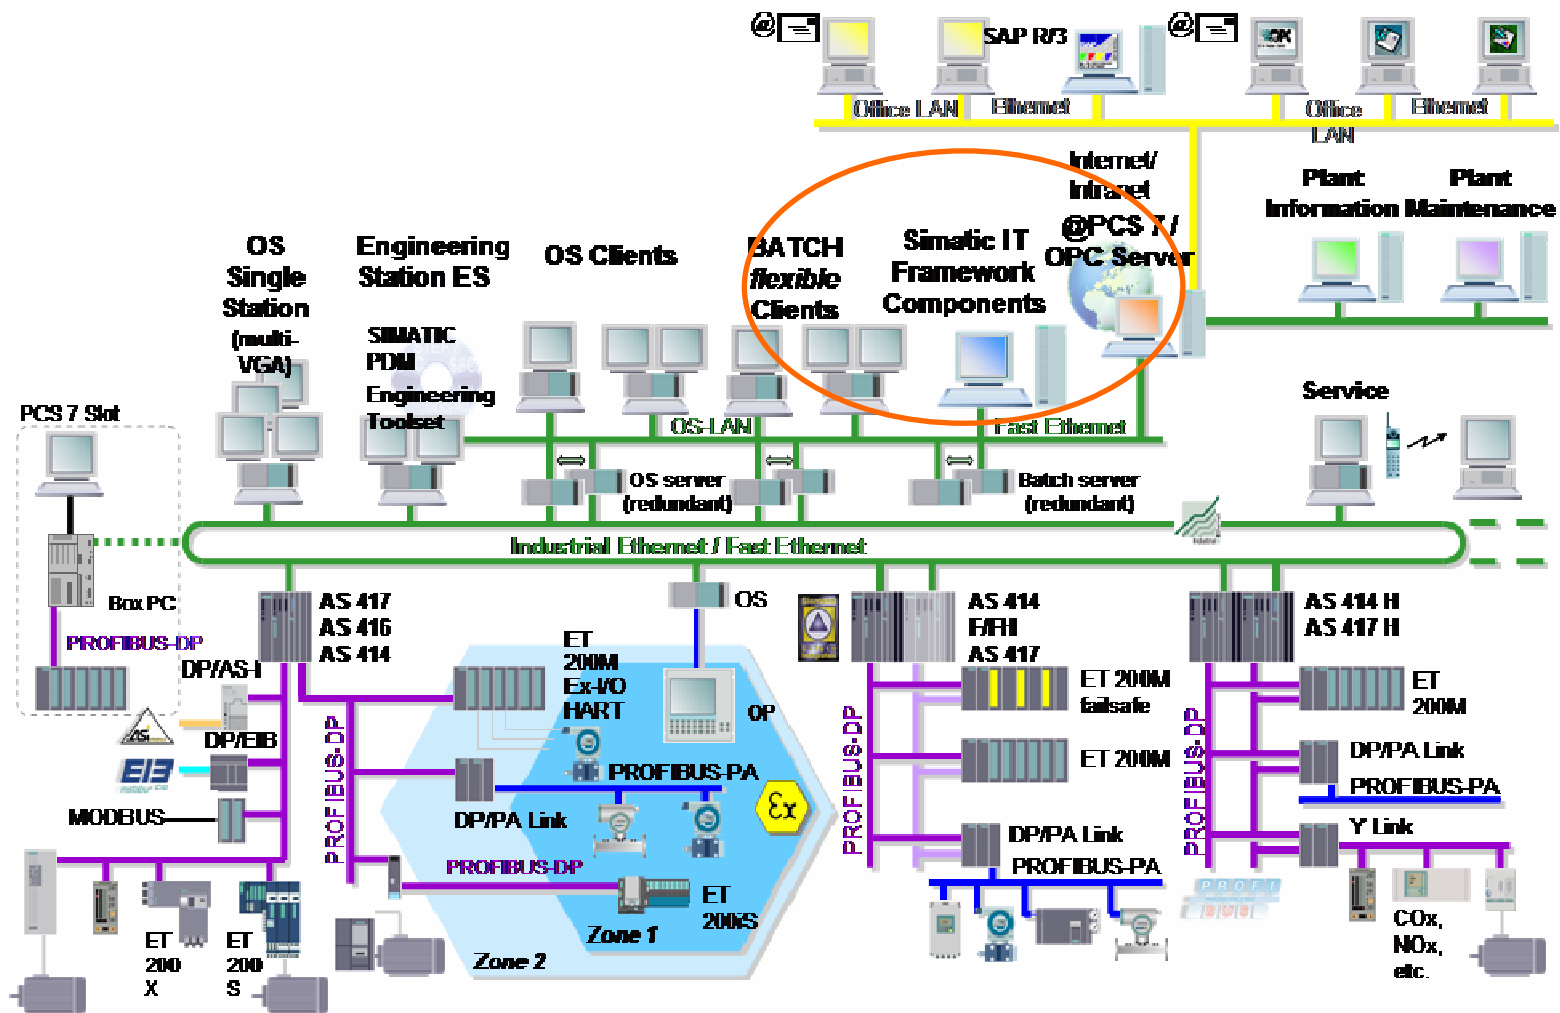 @
SAP R/3
@
OPC
Office LAN
Ethernet
Office
LAN
Ethernet
Internet/
Intranet
Plant
Information
Plant
Maintenance
@PCS 7 /
OPC Server
Simatic IT
Framework
Components
BATCH
flexible
Clients
OS Clients
Engineering
Station ES
OS
Single
Station
(multi-
VGA)
SIMATIC
PDM
Engineering
Toolset
PCS 7 Slot
OS-LAN
Fast Ethernet
Service
OS server
(redundant)
Batch server
(redundant)
Industrial Ethernet / Fast Ethernet
Box PC
PROFIBUS-DP
AS 417
AS 416
AS 414
OS
AS 414
F/FH
AS 417
AS 414 H
AS 417 H
DP/AS-I
ASi
DP/EIB
EIB
MODBUS
ET
200M
Ex-I/O
HART
OP
PROFIBUS-DP
PROFIBUS-PA
DP/PA Link
εx
PROFIBUS-DP
ET
200iS
Zone 1
Zone 2
ET
200
X
ET
200
S
ET 200M
failsafe
ET 200M
PROFIBUS-DP
DP/PA Link
PROFIBUS-PA
ET
200M
DP/PA Link
PROFIBUS-PA
PROFIBUS-DP
Y Link
PROFI
BUS
COx,
NOx,
etc.